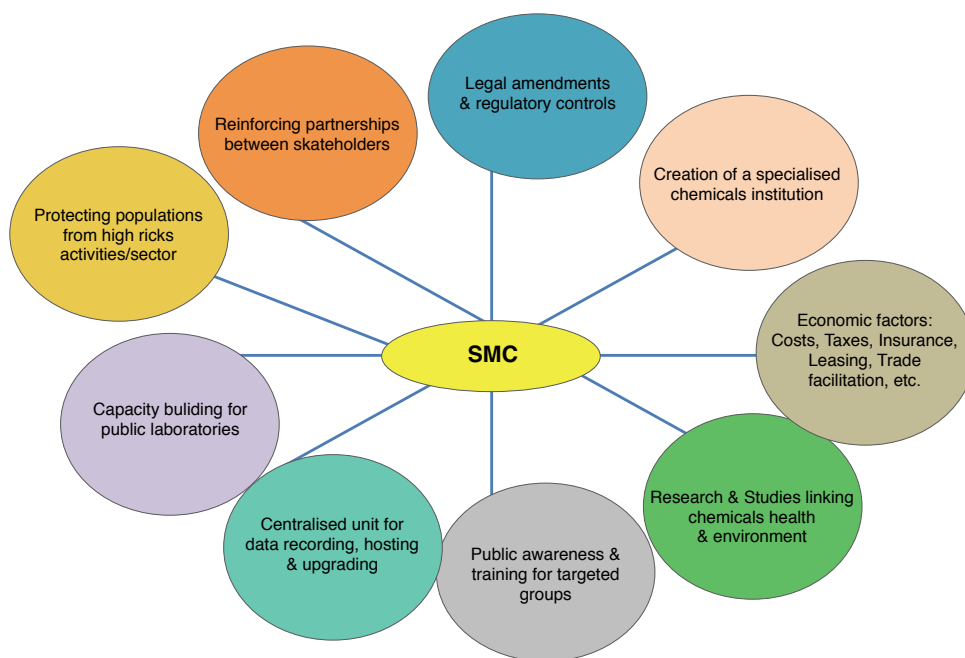 Legal amendments
& regulatory controls
Reinforcing partnerships
between skateholders
Creation of a specialised
chemicals institution
Protecting populations
from high ricks
activities/sector
Economic factors:
Costs, Taxes, Insurance,
Leasing, Trade
facilitation, etc.
SMC
Capacity buliding for
public laboratories
Research & Studies linking
chemicals health
& environment
Centralised unit for
data recording, hosting
& upgrading
Public awareness &
training for targeted
groups